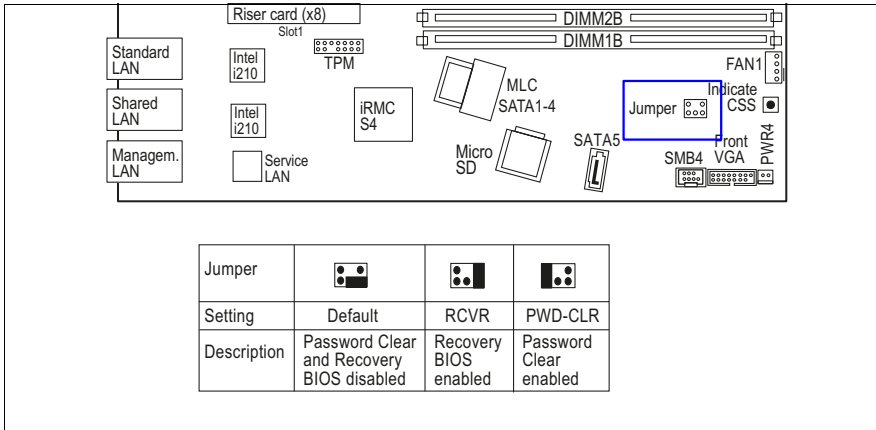 Riser card (x8)
Slot1
DIMM2B
DIMM1B
Standard
LAN
Intel
i210
TPM
FAN1
MLC
SATA1-4
Indicate
CSS
Shared
LAN
Intel
i210
iRMC
S4
Jumper
Managem.
LAN
Service
LAN
Micro
SD
SATA5
SMB4
Front
VGA
PWR4
Jumper
Setting Default RCVR PWD-CLR
Description
Password Clear
and Recovery
BIOS disabled
Recovery
BIOS
enabled
Password
Clear
enabled